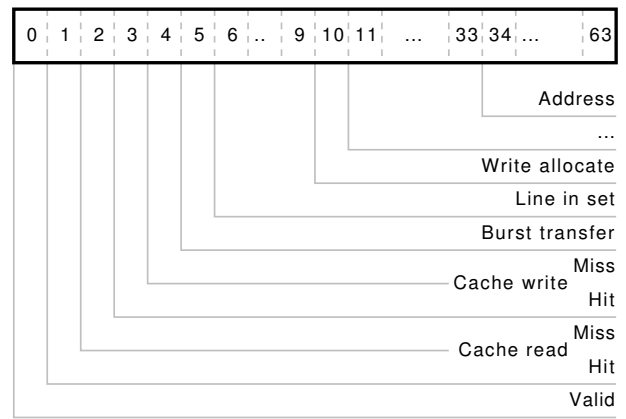 0 1 2 3 4 5 6 .. 9 10 11 ... 33 34 ... 63
Address
...
Write allocate
Line in set
Burst transfer
Miss
Cache write
Hit
Miss
Cache read
Hit
Valid